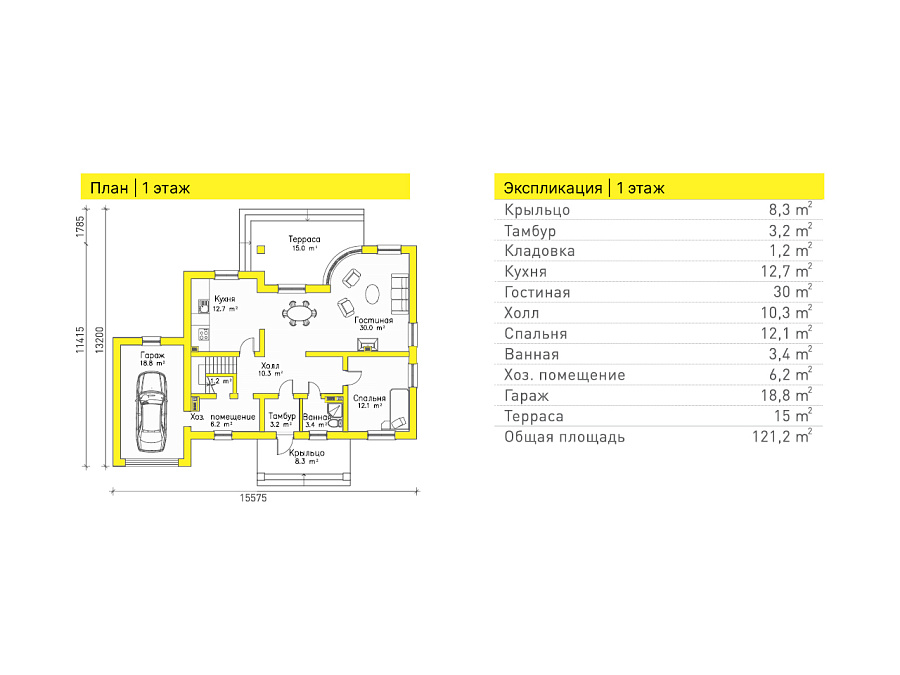 План | 1 этаж
1785
11415
13200
Терраса
15.0 m²
Кухня
12.7 m²
Гостиная
30.0 m²
Гараж
18.8 m²
Холл
10.3 m²
1.2 m²
Спальня
12.1 m²
Хоз. помещение
6.2 m²
Тамбур
3.2 m²
Ванная
3.4 m²
Крыльцо
8.3 m²
15575
Экспликация | 1 этаж
Крыльцо 8,3 m²
Тамбур 3,2 m²
Кладовка 1,2 m²
Кухня 12,7 m²
Гостиная 30 m²
Холл 10,3 m²
Спальня 12,1 m²
Ванная 3,4 m²
Хоз. помещение 6,2 m²
Гараж 18,8 m²
Терраса 15 m²
Общая площадь 121,2 m²